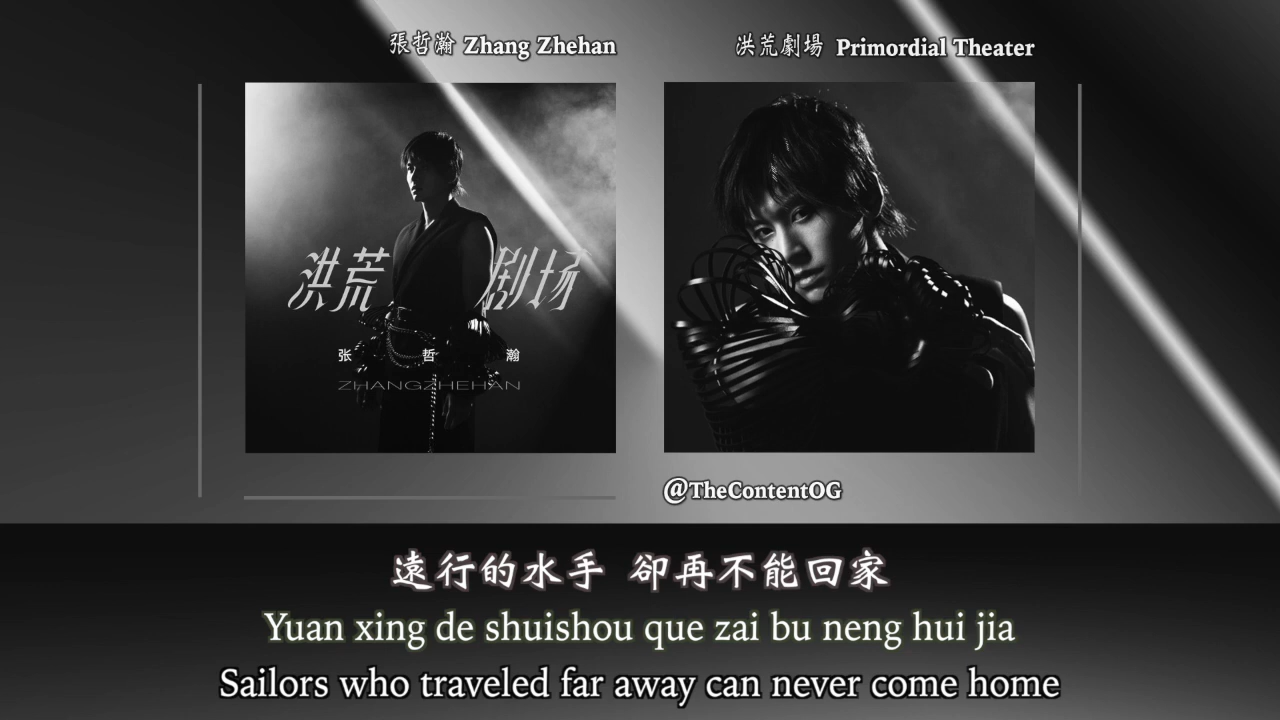 張哲瀚 Zhang Zhehan
洪荒劇場 Primordial Theater
洪荒剧场
张哲瀚
ZHANGZHEHAN
@TheContentOG
遠行的水手 卻再不能回家
Yuan xing de shuishou que zai bu neng hui jia
Sailors who traveled far away can never come home